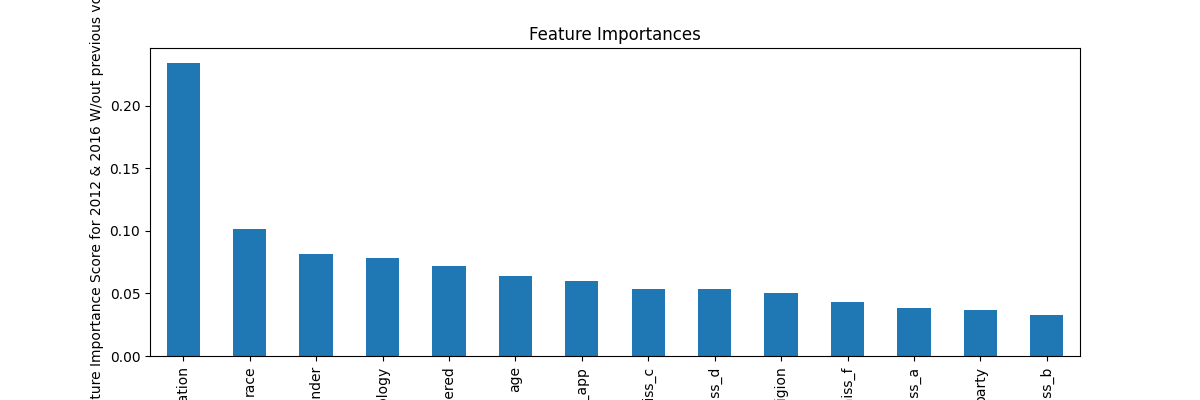 Feature Importances
ture Importance Score for 2012 & 2016 W/out previous vo
0.20
0.15
0.10
0.05
0.00
ation
race
nder
ology
ered
age
_app
iss_c
ss_d
igion
iss_f
ss_a
party
ss_b